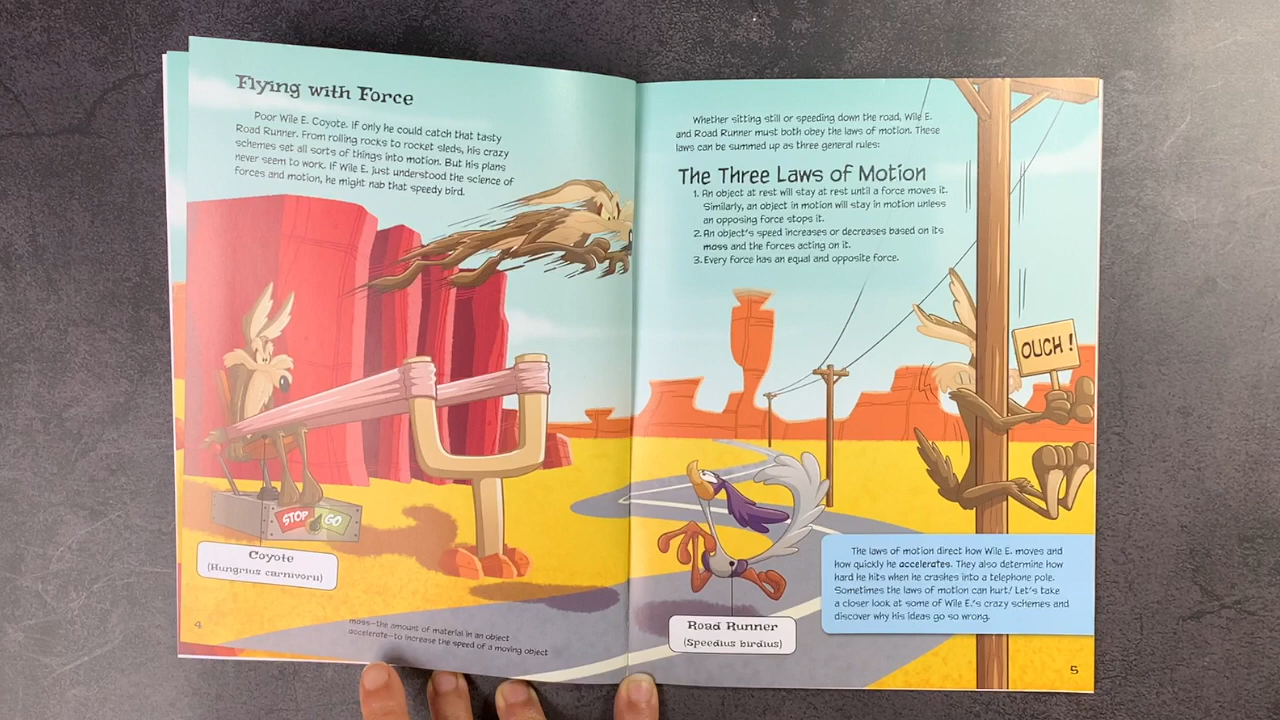 Flying with Force
Poor Wile E. Coyote. If only he could catch that tasty
Road Runner. From rolling rocks to rocket sleds, his crazy
schemes set all sorts of things into motion. But his plans
never seem to work. If Wile E. just understood the science of
forces and motion, he might nab that speedy bird.
STOP GO
Coyote
(Hungrius carnivorii)
4
mass—the amount of material in an object
accelerate—to increase the speed of a moving object
Whether sitting still or speeding down the road, Wile E.
and Road Runner must both obey the laws of motion. These
laws can be summed up as three general rules:
The Three Laws of Motion
1. An object at rest will stay at rest until a force moves it.
Similarly, an object in motion will stay in motion unless
an opposing force stops it.
2. An object's speed increases or decreases based on its
mass and the forces acting on it.
3. Every force has an equal and opposite force.
OUCH!
Road Runner
(Speedius birdius)
The laws of motion direct how Wile E. moves and
how quickly he accelerates. They also determine how
hard he hits when he crashes into a telephone pole.
Sometimes the laws of motion can hurt! Let's take
a closer look at some of Wile E.'s crazy schemes and
discover why his ideas go so wrong.
5